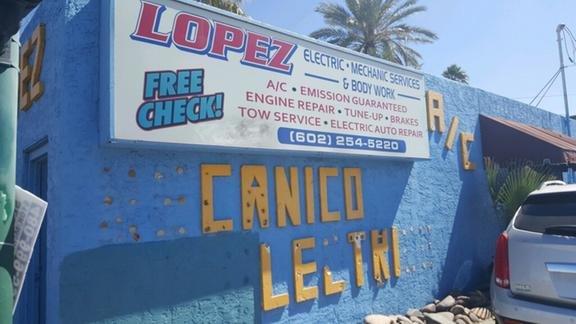 EZ
LOPEZ
ELECTRIC • MECHANIC SERVICES
& BODY WORK
FREE
CHECK!
A/C • EMISSION GUARANTEED
ENGINE REPAIR • TUNE-UP • BRAKES
TOW SERVICE • ELECTRIC AUTO REPAIR
(602) 254-5220
A/C
CANICO
LECTRI